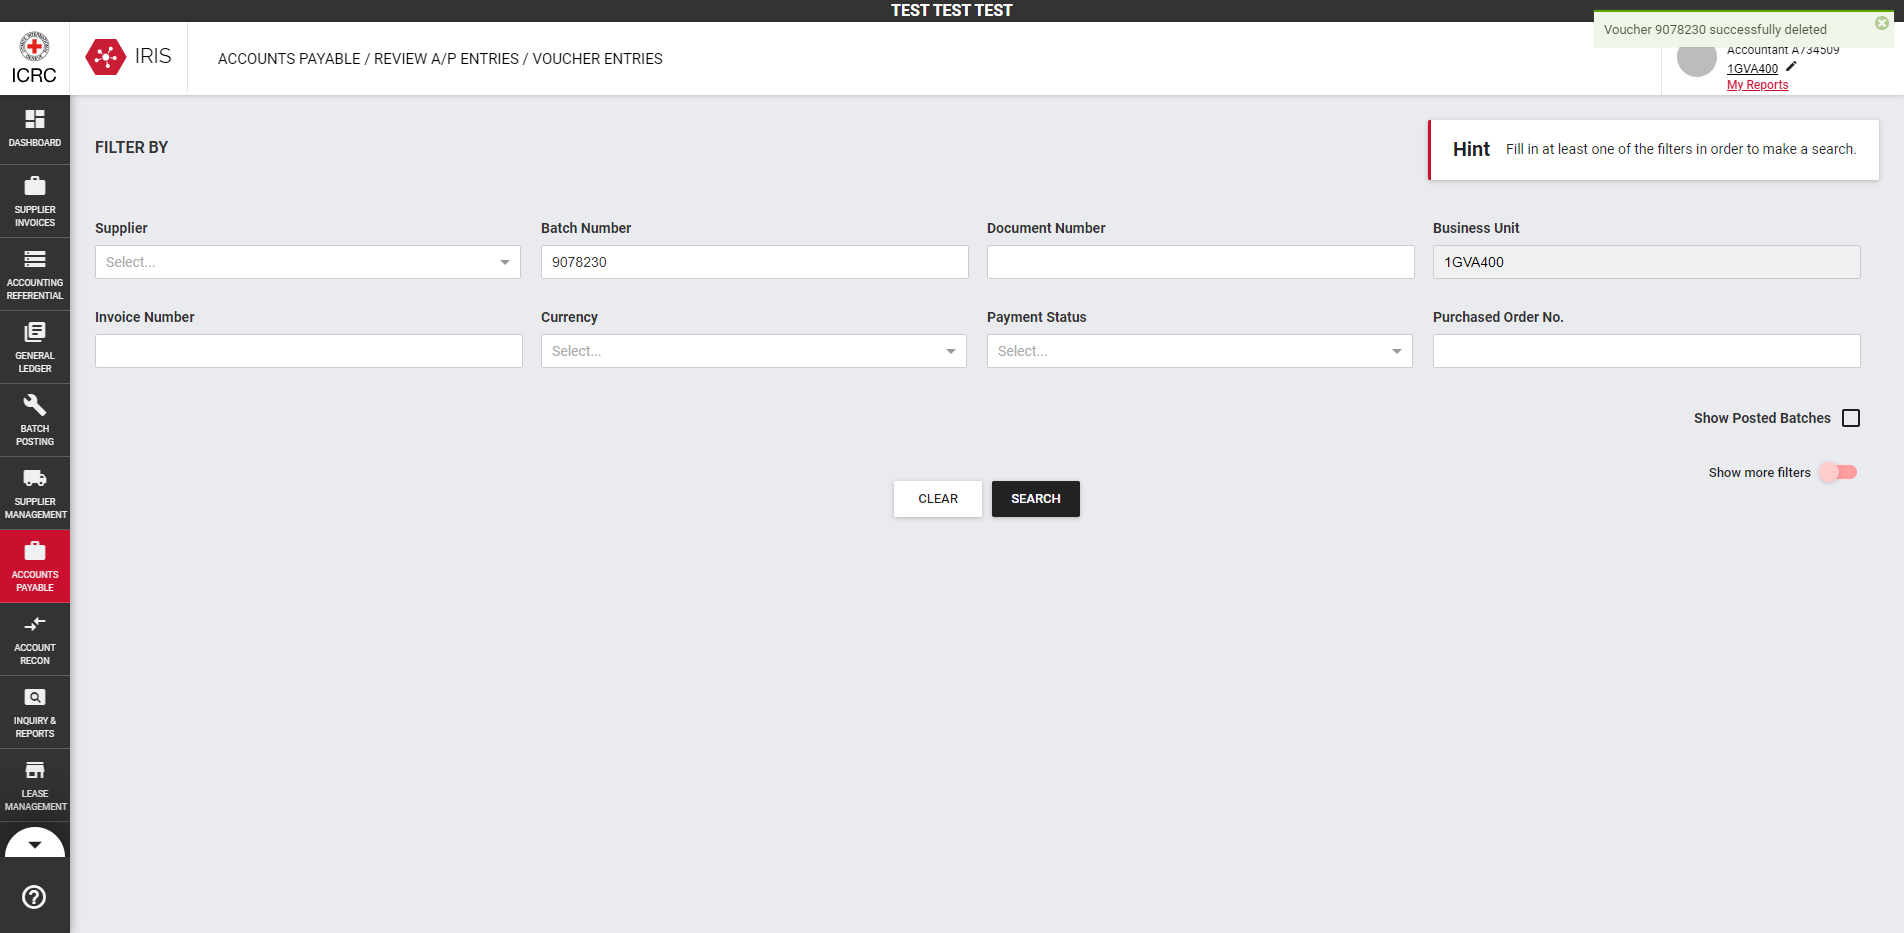 TEST TEST TEST
Voucher 9078230 successfully deleted
ICRC
IRIS
ACCOUNTS PAYABLE / REVIEW A/P ENTRIES / VOUCHER ENTRIES
Accountant A734509
1GVA400
My Reports
DASHBOARD
SUPPLIER
INVOICES
ACCOUNTING
REFERENTIAL
GENERAL
LEDGER
BATCH
POSTING
SUPPLIER
MANAGEMENT
ACCOUNTS
PAYABLE
ACCOUNT
RECON
INQUIRY &
REPORTS
LEASE
MANAGEMENT
FILTER BY
Hint Fill in at least one of the filters in order to make a search.
Supplier Batch Number Document Number Business Unit
Select... 9078230 1GVA400
Invoice Number Currency Payment Status Purchased Order No.
Select... Select...
Show Posted Batches
Show more filters
CLEAR SEARCH